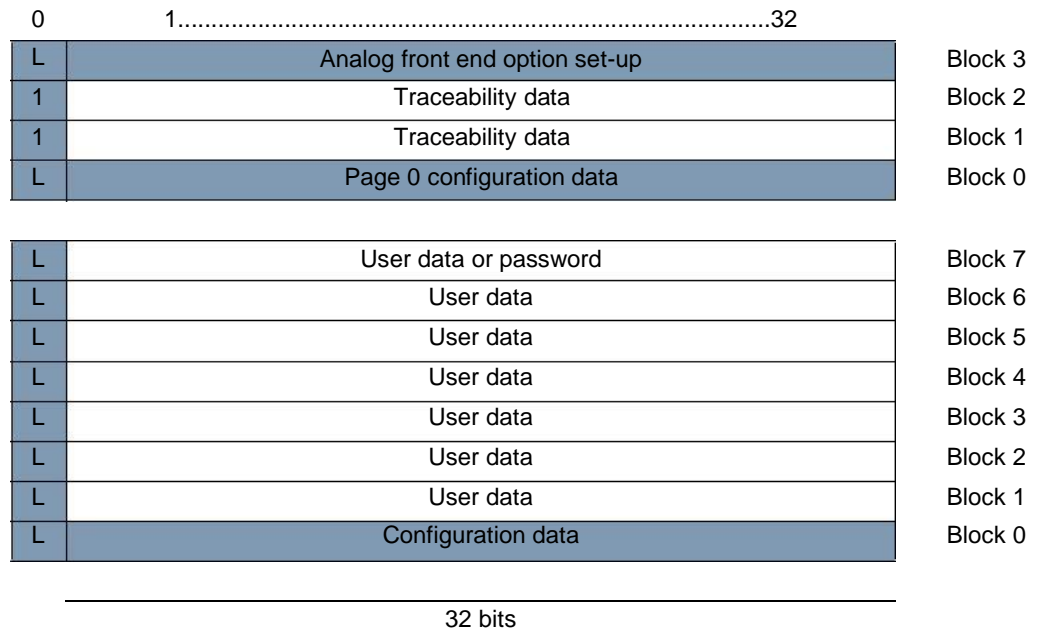 0 1..........................................................................................32
L Analog front end option set-up Block 3
1 Traceability data Block 2
1 Traceability data Block 1
L Page 0 configuration data Block 0
L User data or password Block 7
L User data Block 6
L User data Block 5
L User data Block 4
L User data Block 3
L User data Block 2
L User data Block 1
L Configuration data Block 0
32 bits